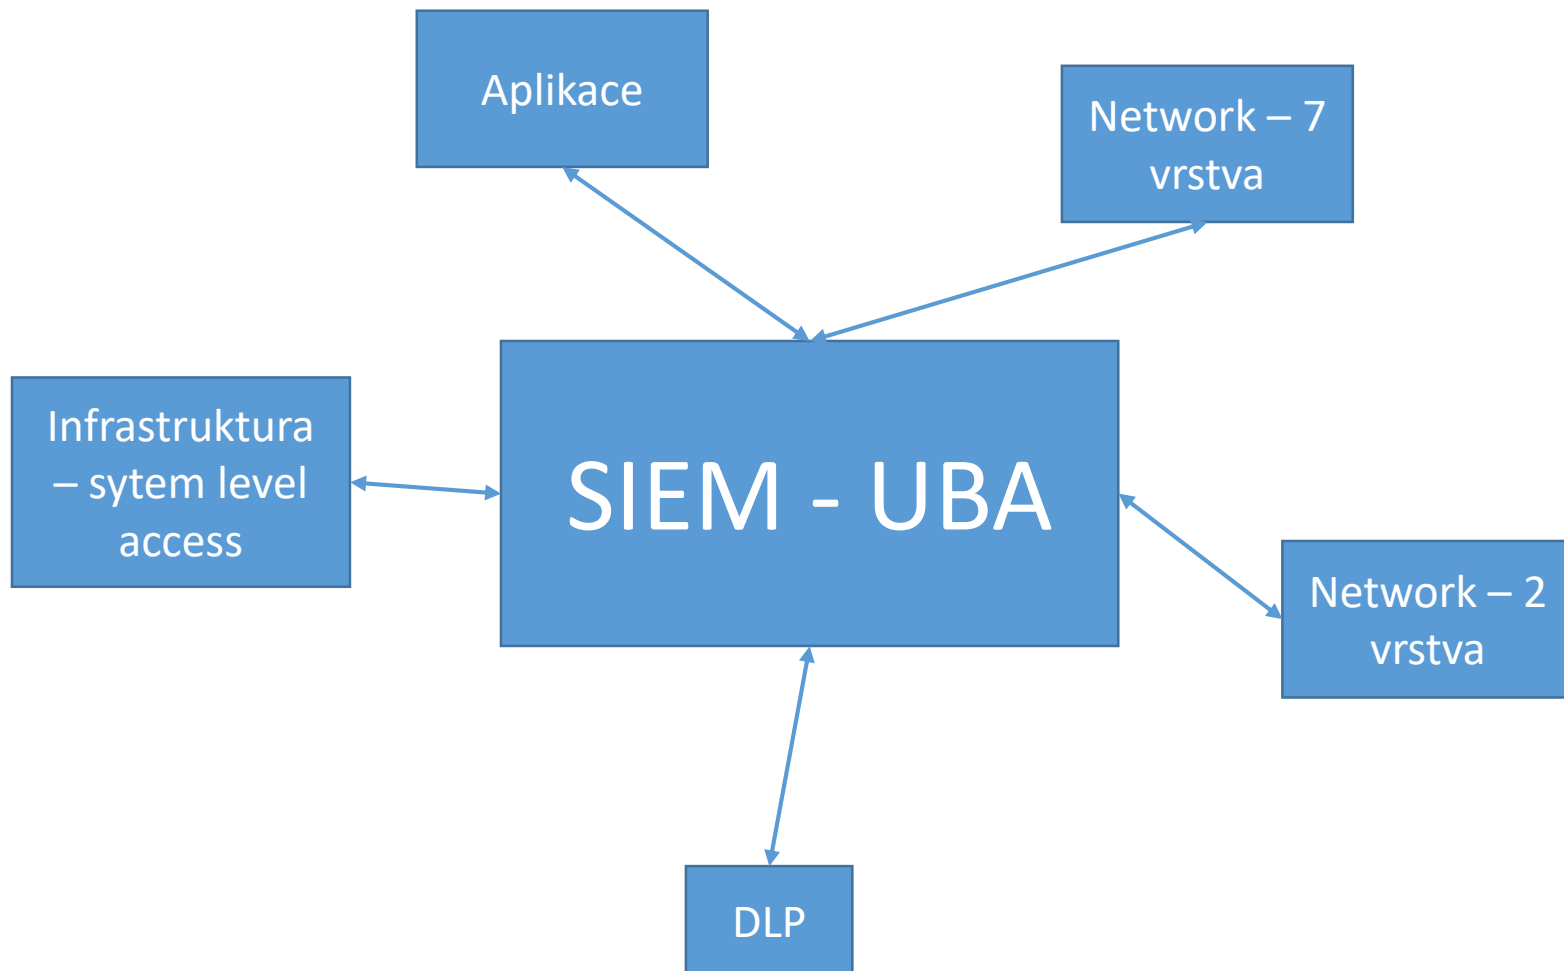 Aplikace
Network – 7
vrstva
Infrastruktura
– sytem level
access
SIEM - UBA
Network – 2
vrstva
DLP